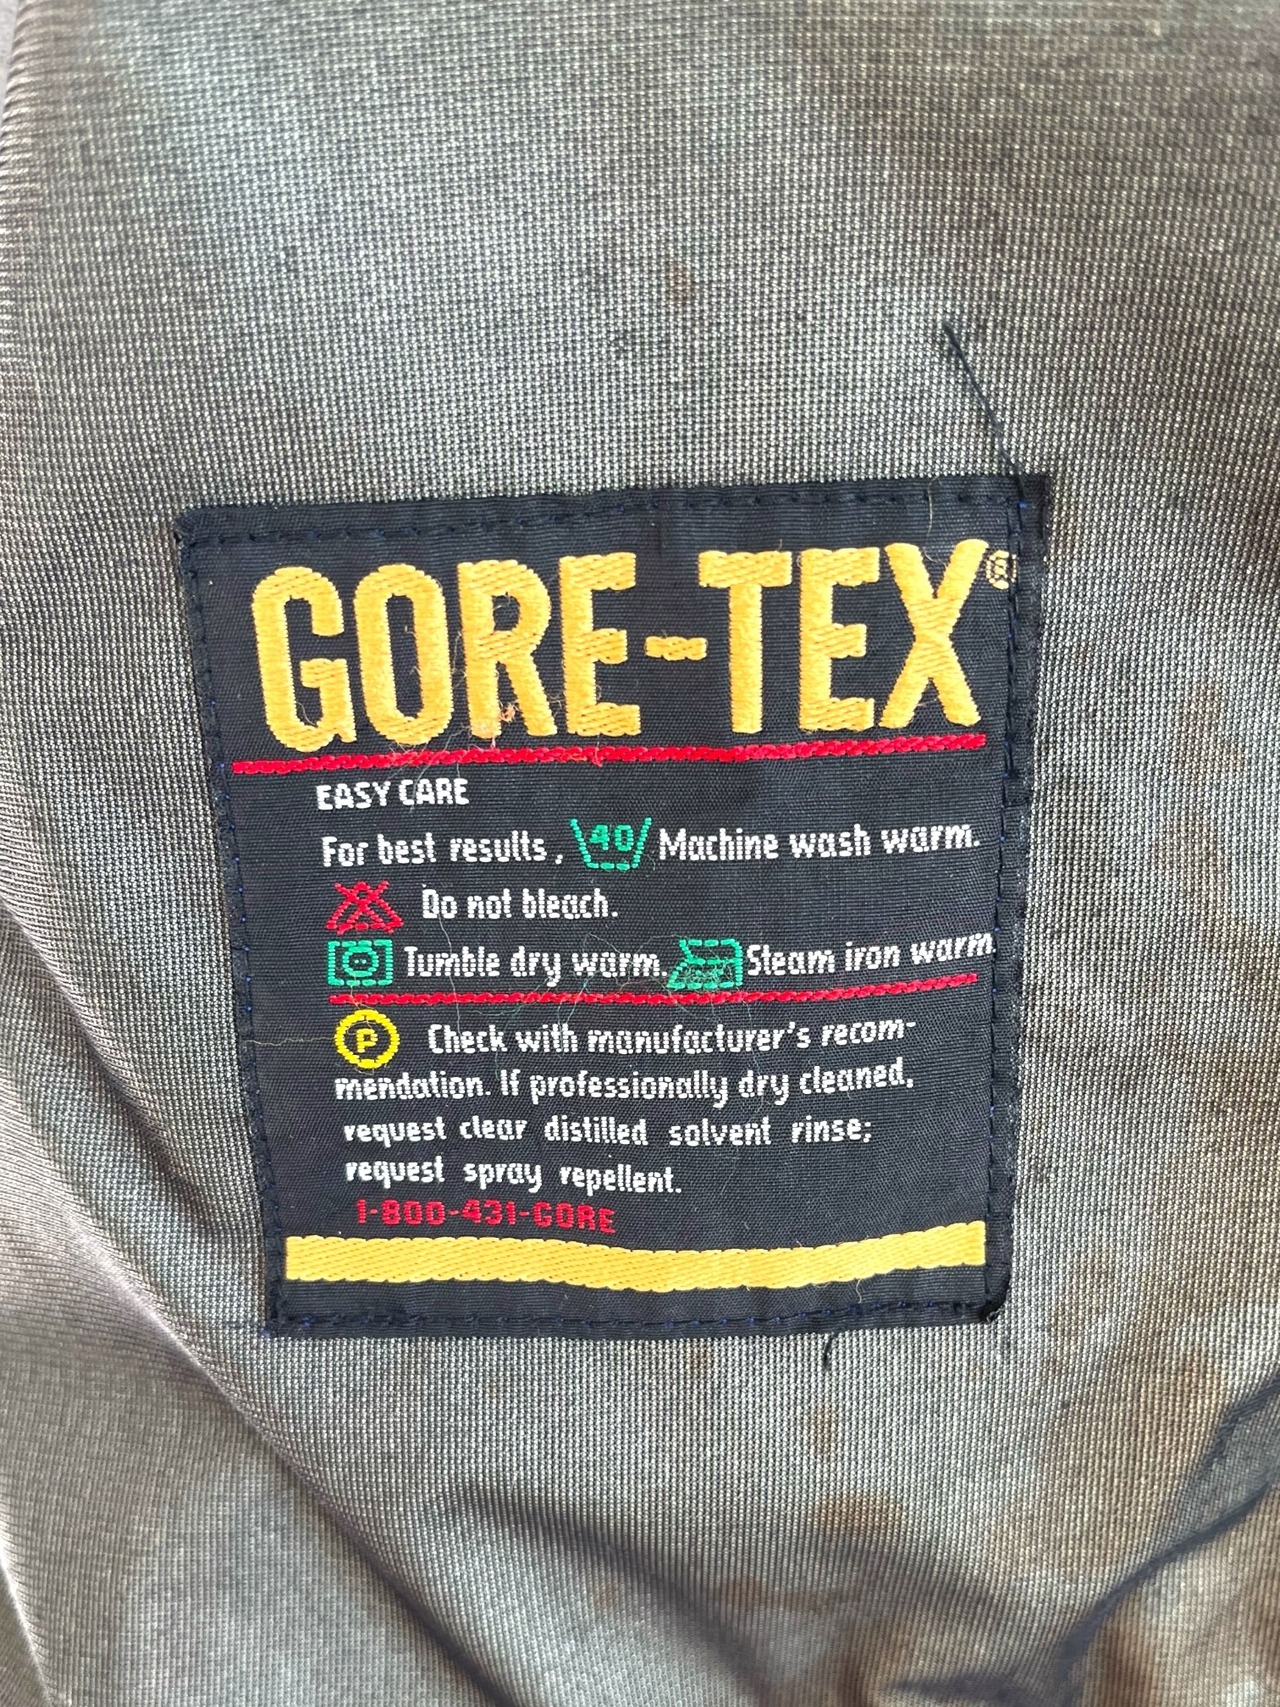 GORE-TEX®
EASY CARE
For best results, 40 Machine wash warm.
Do not bleach.
Tumble dry warm, Steam iron warm
P Check with manufacturer's recom-
mendation. If professionally dry cleaned,
request clear distilled solvent rinse;
request spray repellent.
1-800-431-GORE